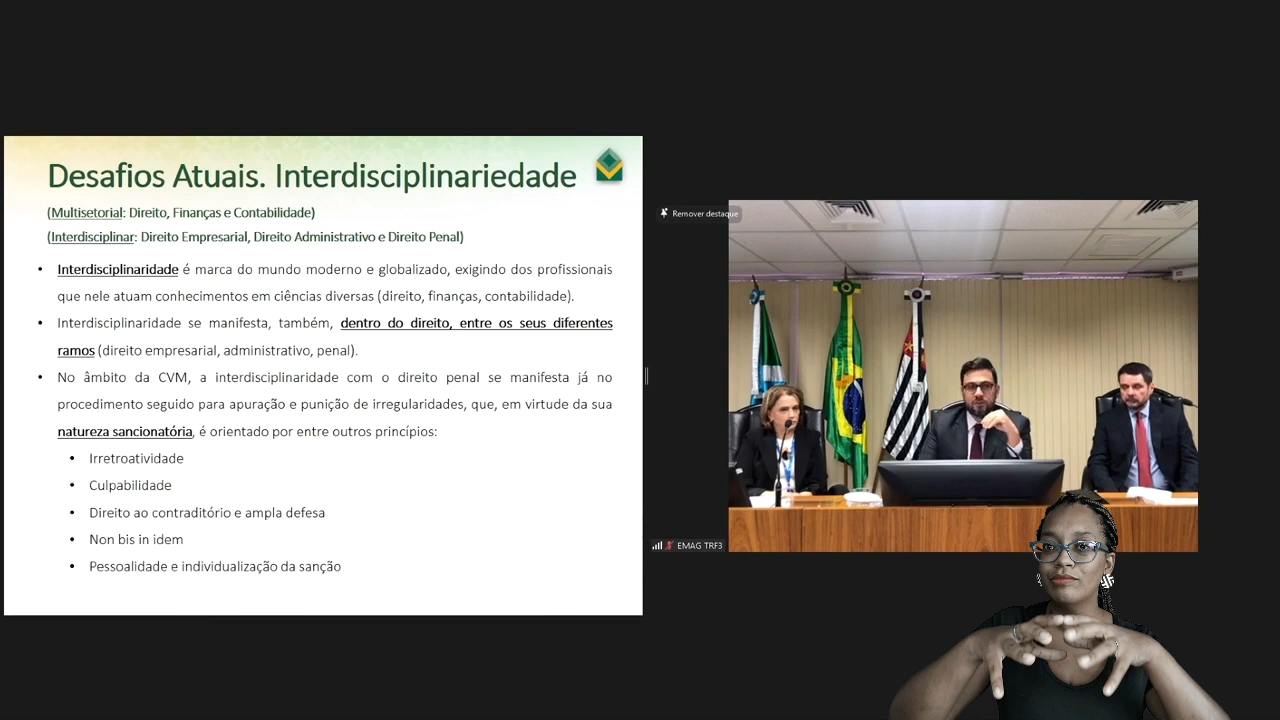 Desafios Atuais. Interdisciplinariedade
(Multisetorial: Direito, Finanças e Contabilidade)
(Interdisciplinar: Direito Empresarial, Direito Administrativo e Direito Penal)
• Interdisciplinaridade é marca do mundo moderno e globalizado, exigindo dos profissionais
que nele atuam conhecimentos em ciências diversas (direito, finanças, contabilidade).
• Interdisciplinaridade se manifesta, também, dentro do direito, entre os seus diferentes
ramos (direito empresarial, administrativo, penal).
• No âmbito da CVM, a interdisciplinaridade com o direito penal se manifesta já no
procedimento seguido para apuração e punição de irregularidades, que, em virtude da sua
natureza sancionatória, é orientado por entre outros princípios:
• Irretroatividade
• Culpabilidade
• Direito ao contraditório e ampla defesa
• Non bis in idem
• Pessoalidade e individualização da sanção
Remover destaque
EMAG TRF3